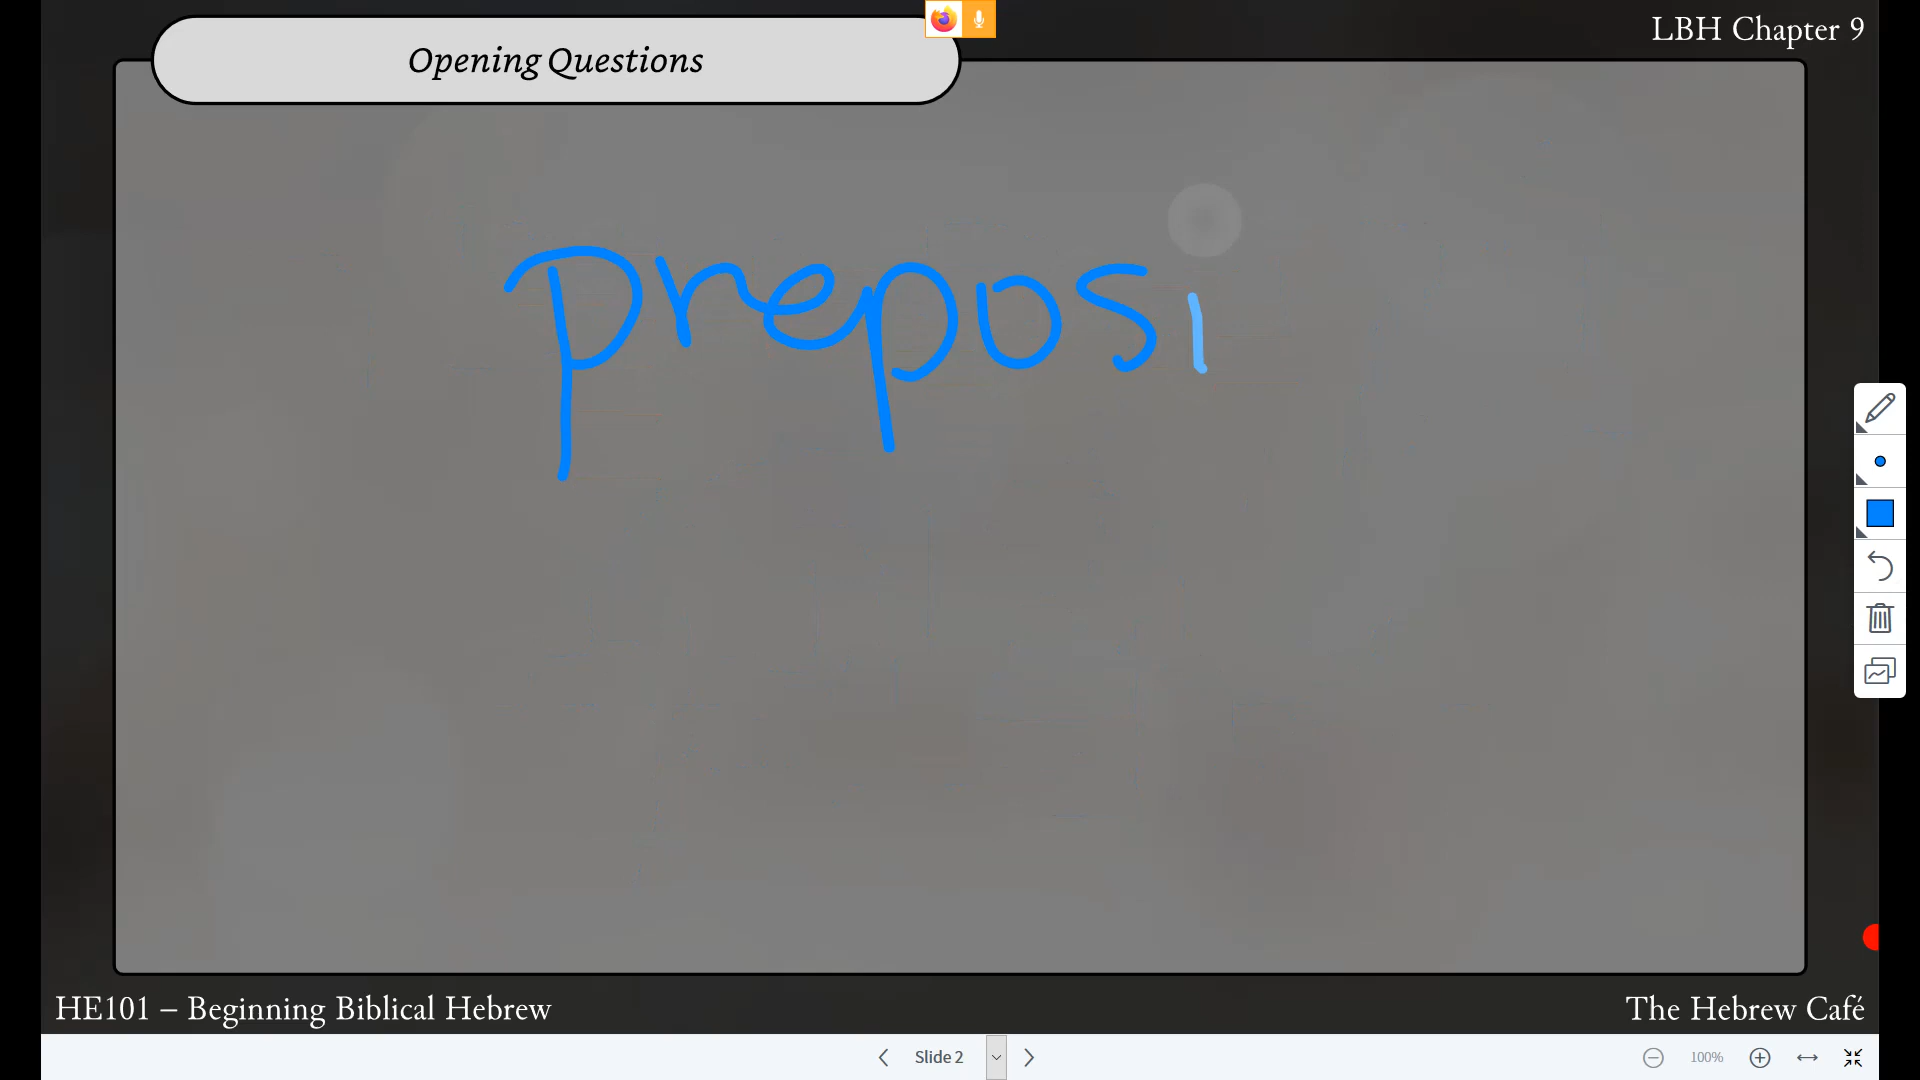 Opening Questions
LBH Chapter 9
preposi
HE101 – Beginning Biblical Hebrew
The Hebrew Café
Slide 2
100%